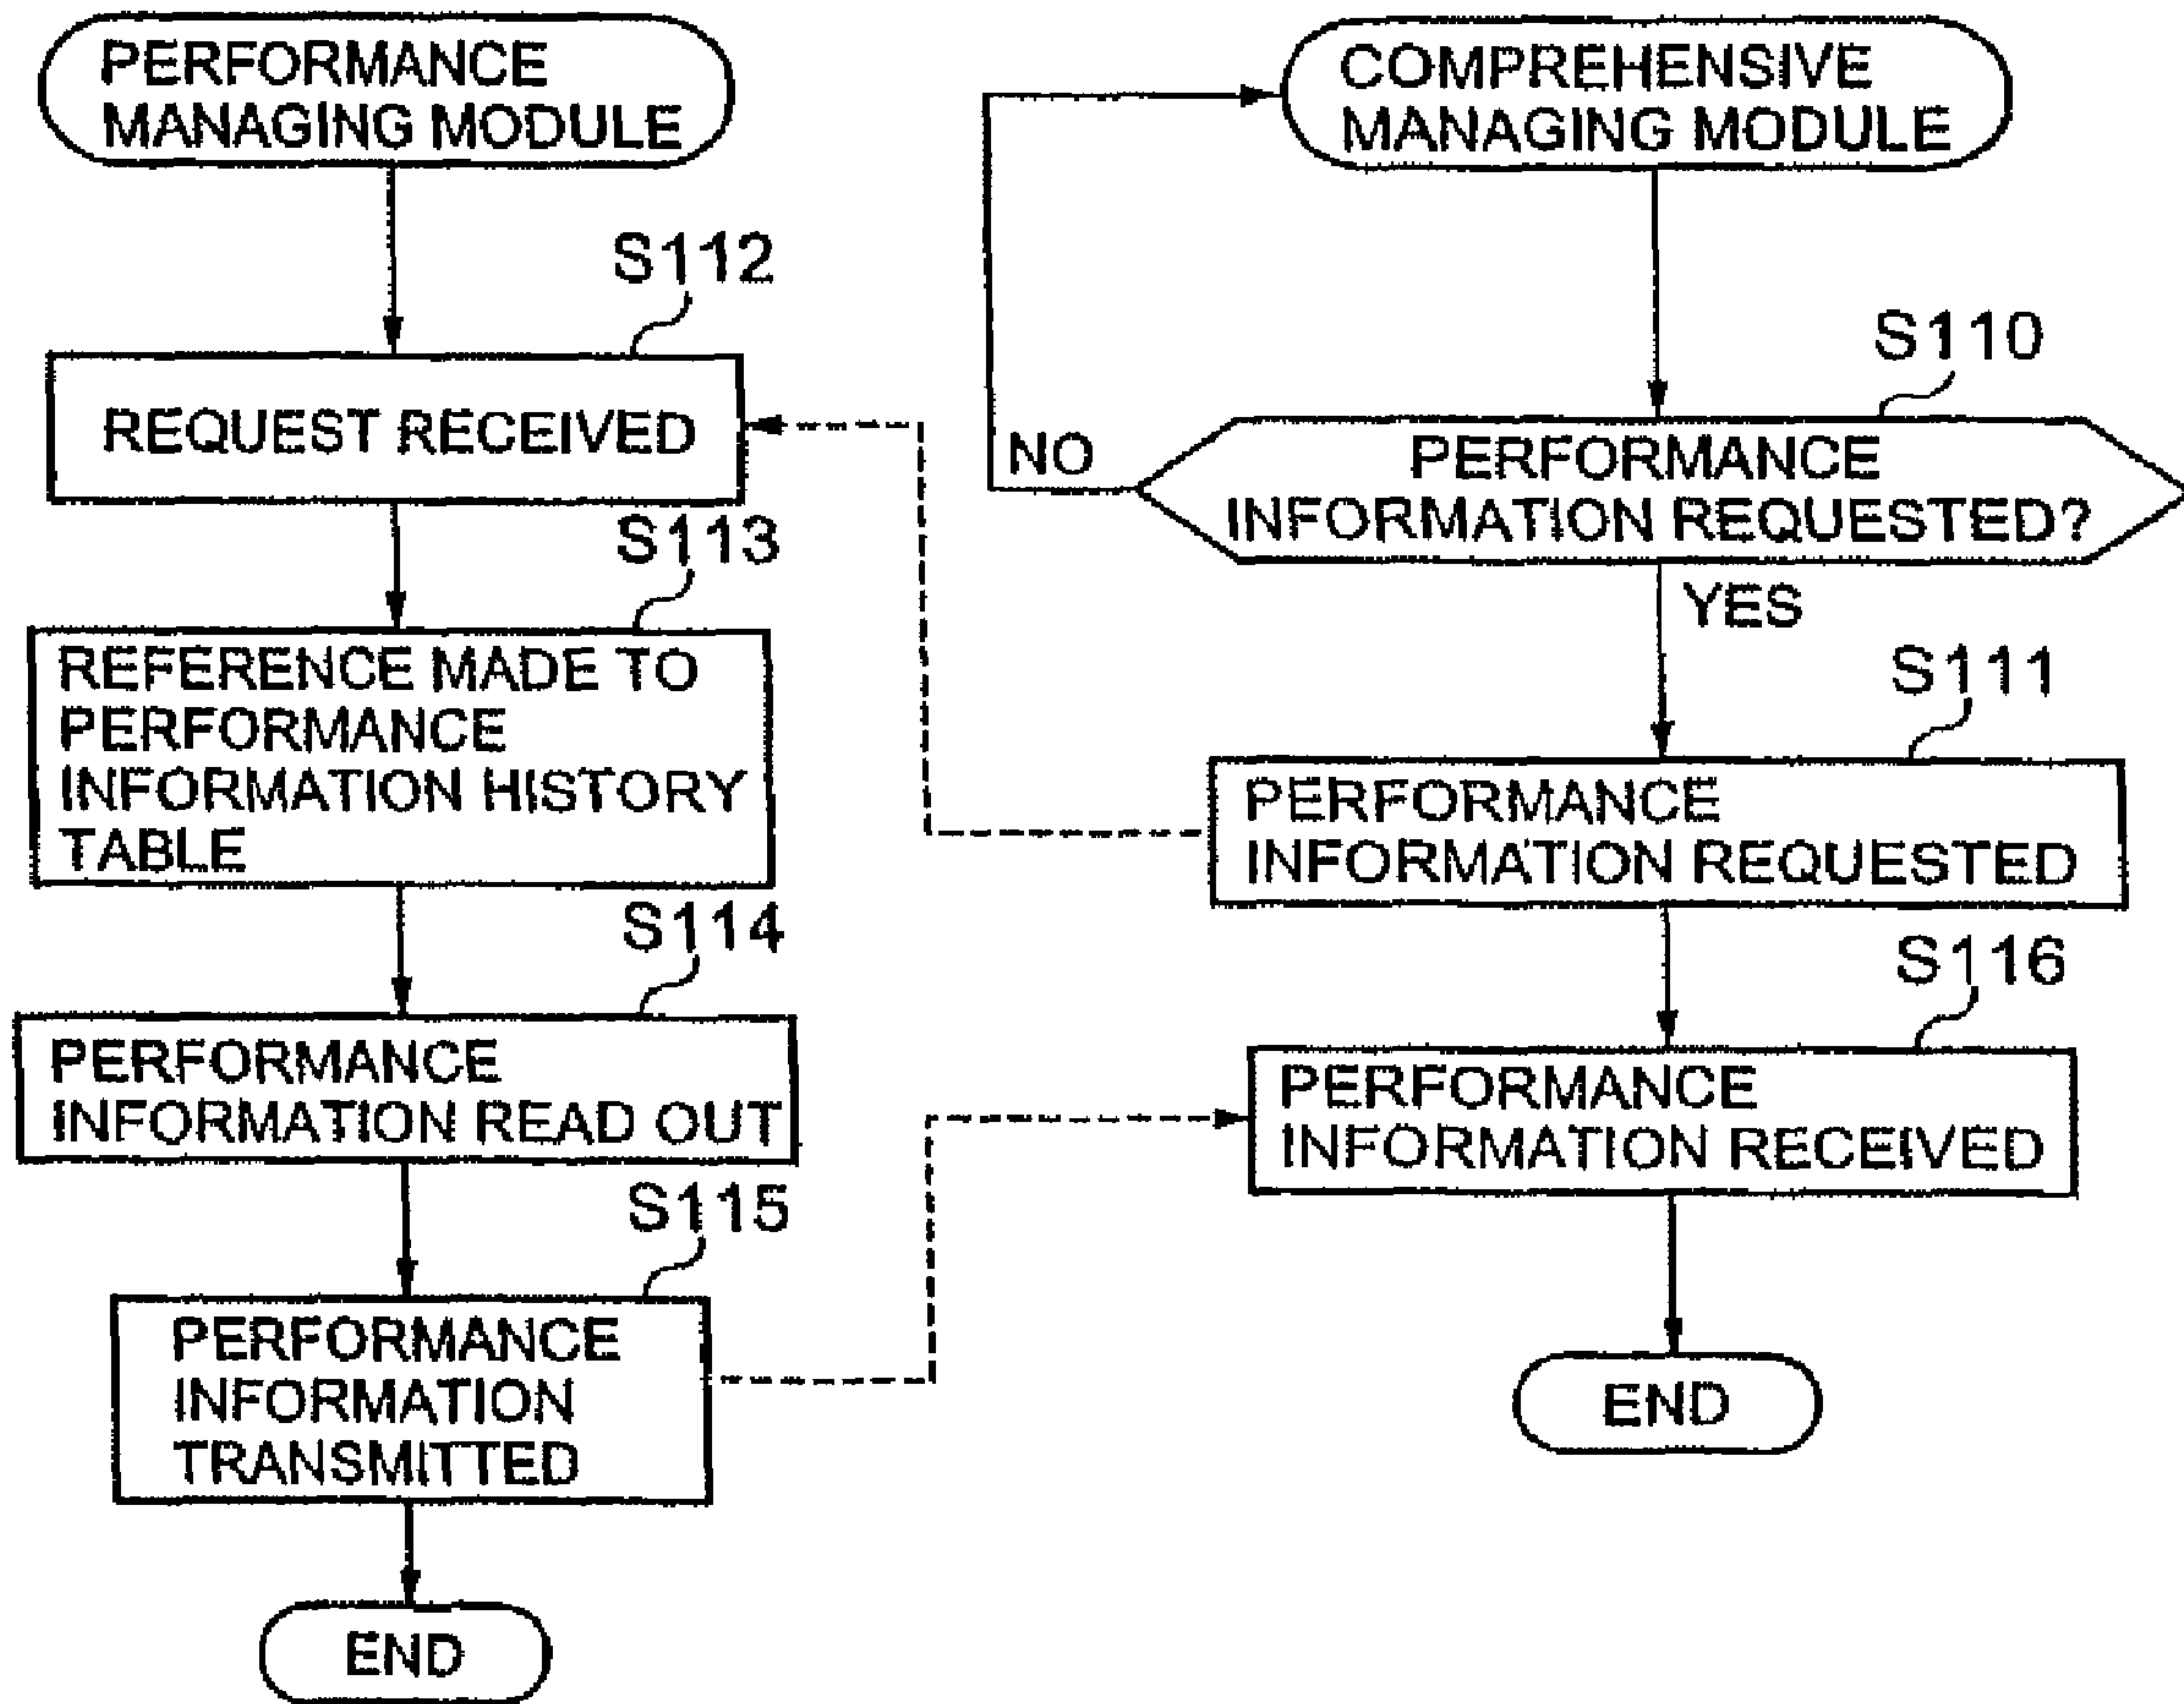 PERFORMANCE
MANAGING MODULE
S112
REQUEST RECEIVED
S113
REFERENCE MADE TO
PERFORMANCE
INFORMATION HISTORY
TABLE
S114
PERFORMANCE
INFORMATION READ OUT
S115
PERFORMANCE
INFORMATION
TRANSMITTED
END
COMPREHENSIVE
MANAGING MODULE
S110
NO
PERFORMANCE
INFORMATION REQUESTED?
YES
S111
PERFORMANCE
INFORMATION REQUESTED
S116
PERFORMANCE
INFORMATION RECEIVED
END